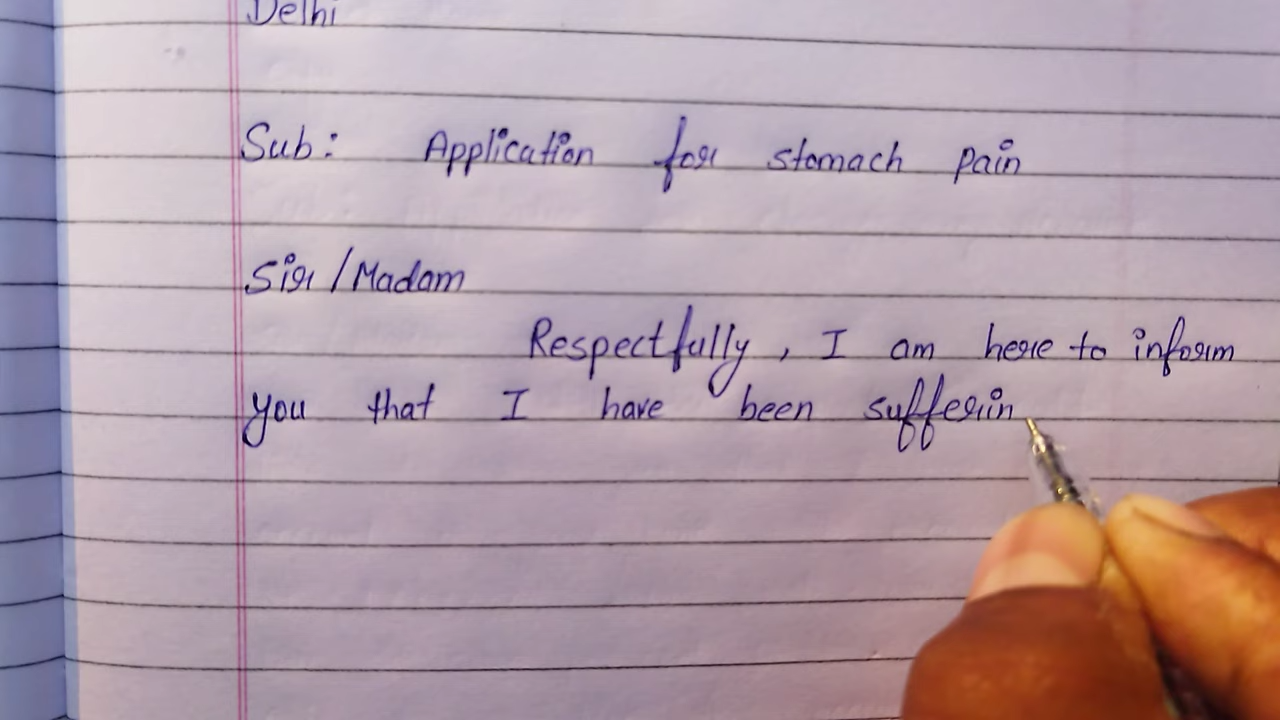 Delhi
Sub: Application for stomach pain
Sir/Madam
Respectfully, I am here to inform
you that I have been sufferin